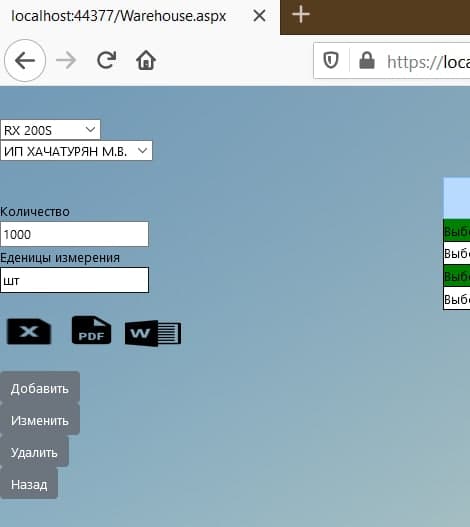 localhost:44377/Warehouse.aspx
https://loca
RX 200S
ИП ХАЧАТУРЯН М.В.
Количество
1000
Еденицы измерения
шт
X PDF W
Добавить
Изменить
Удалить
Назад
Выбо
Выбо
Выбо
Выбо